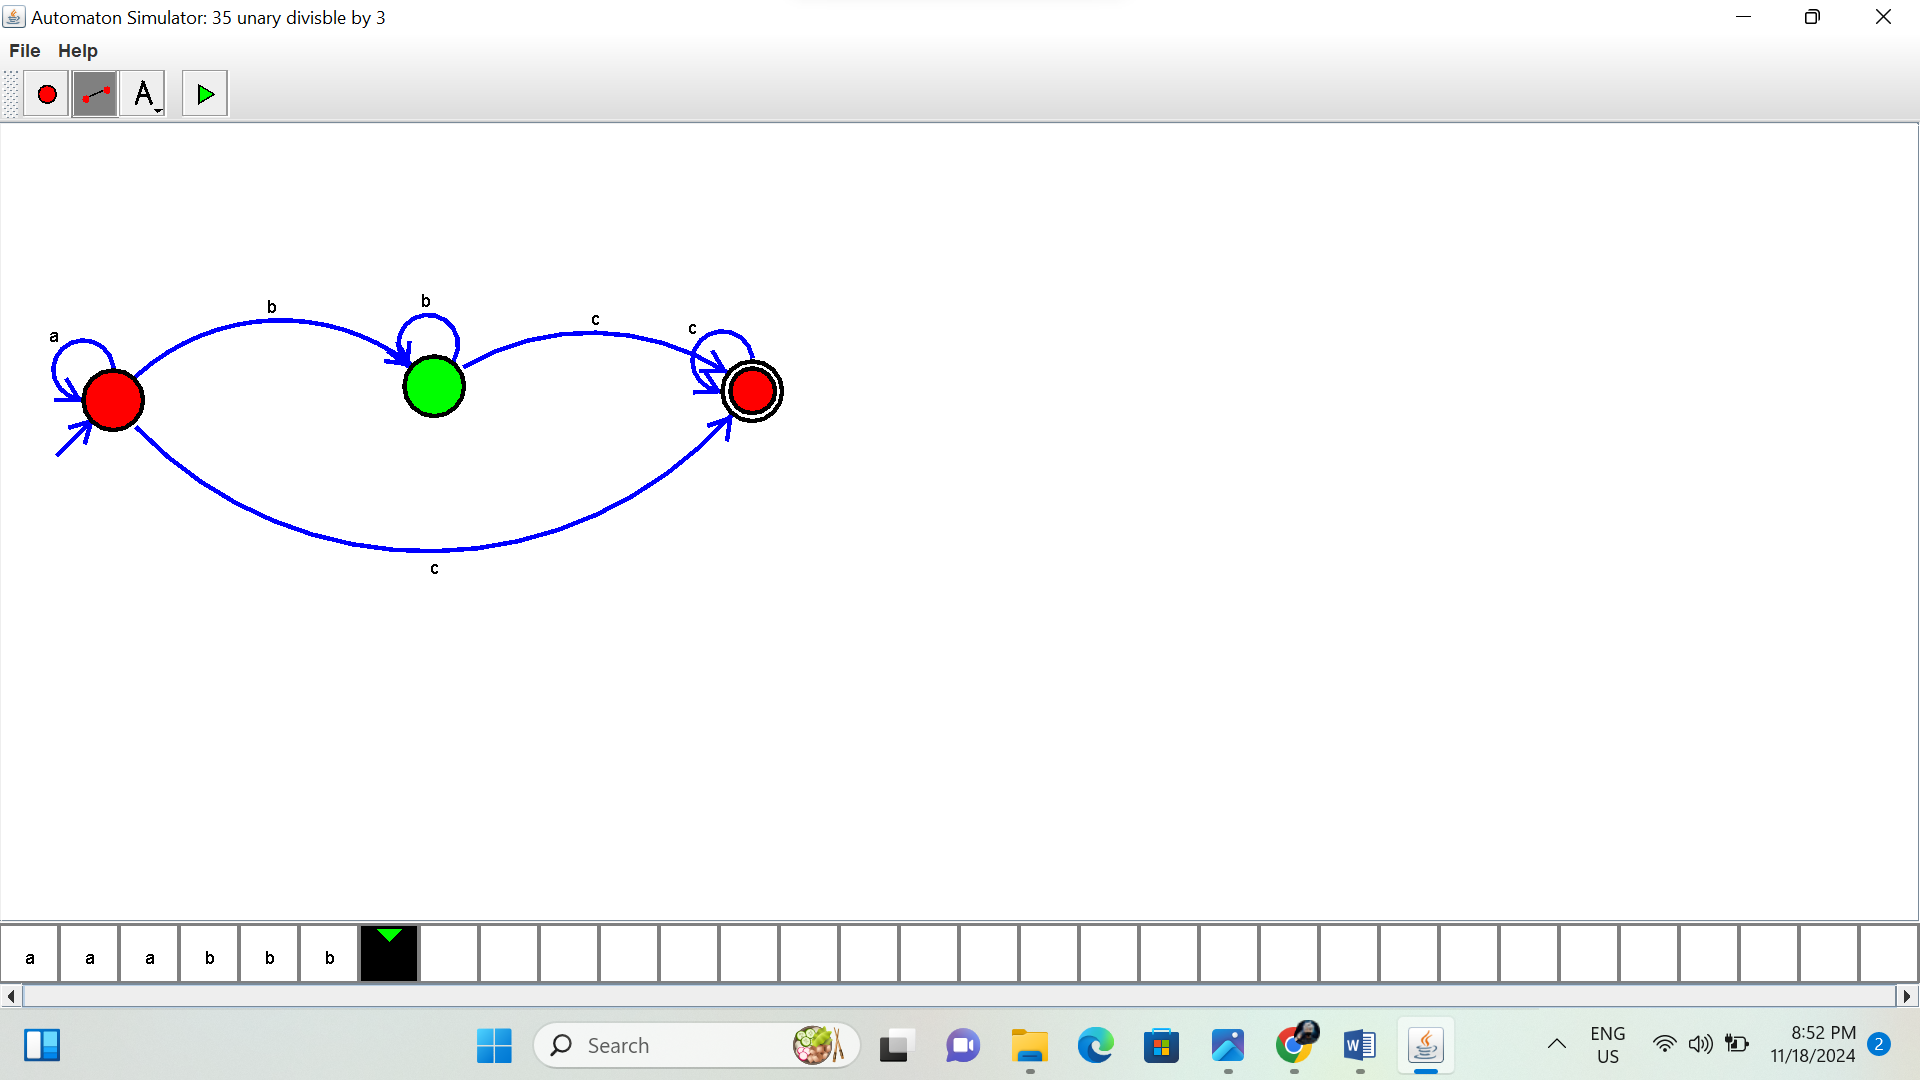 Automaton Simulator: 35 unary divisble by 3
File Help
A
b
b
a
c
c
c
a a a b b b
Search
ENG
US
8:52 PM
11/18/2024
2